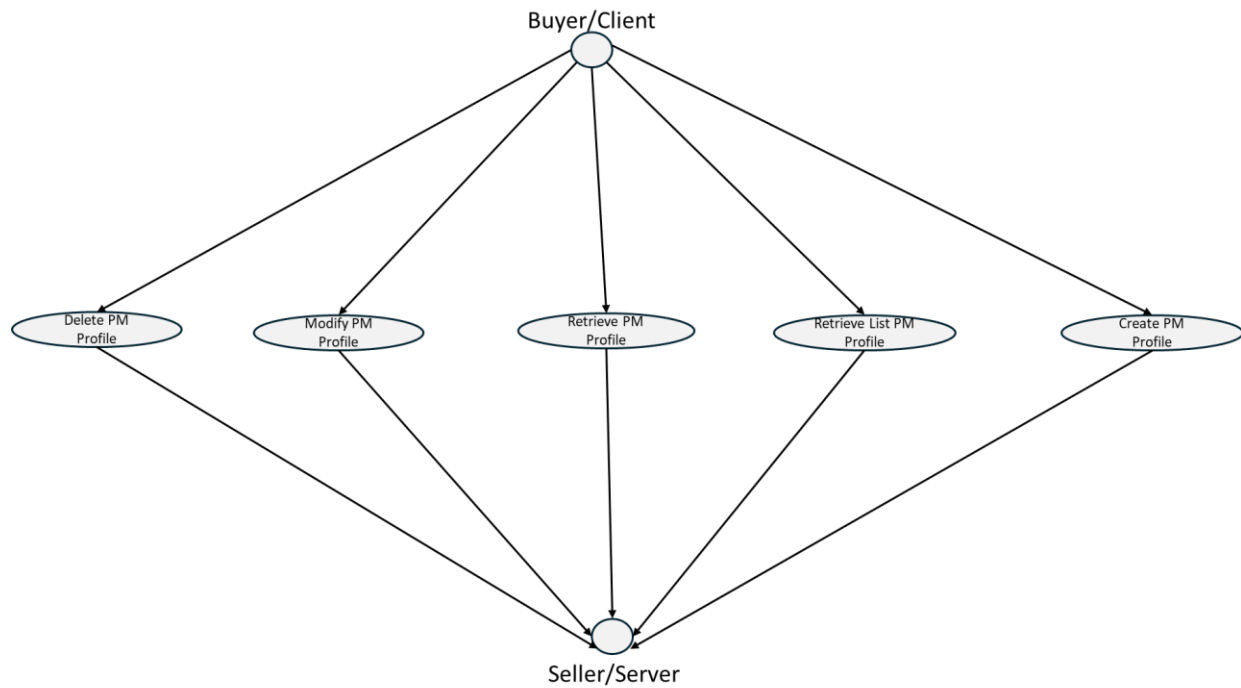 Buyer/Client
Delete PM
Profile
Modify PM
Profile
Retrieve PM
Profile
Retrieve List PM
Profile
Create PM
Profile
Seller/Server